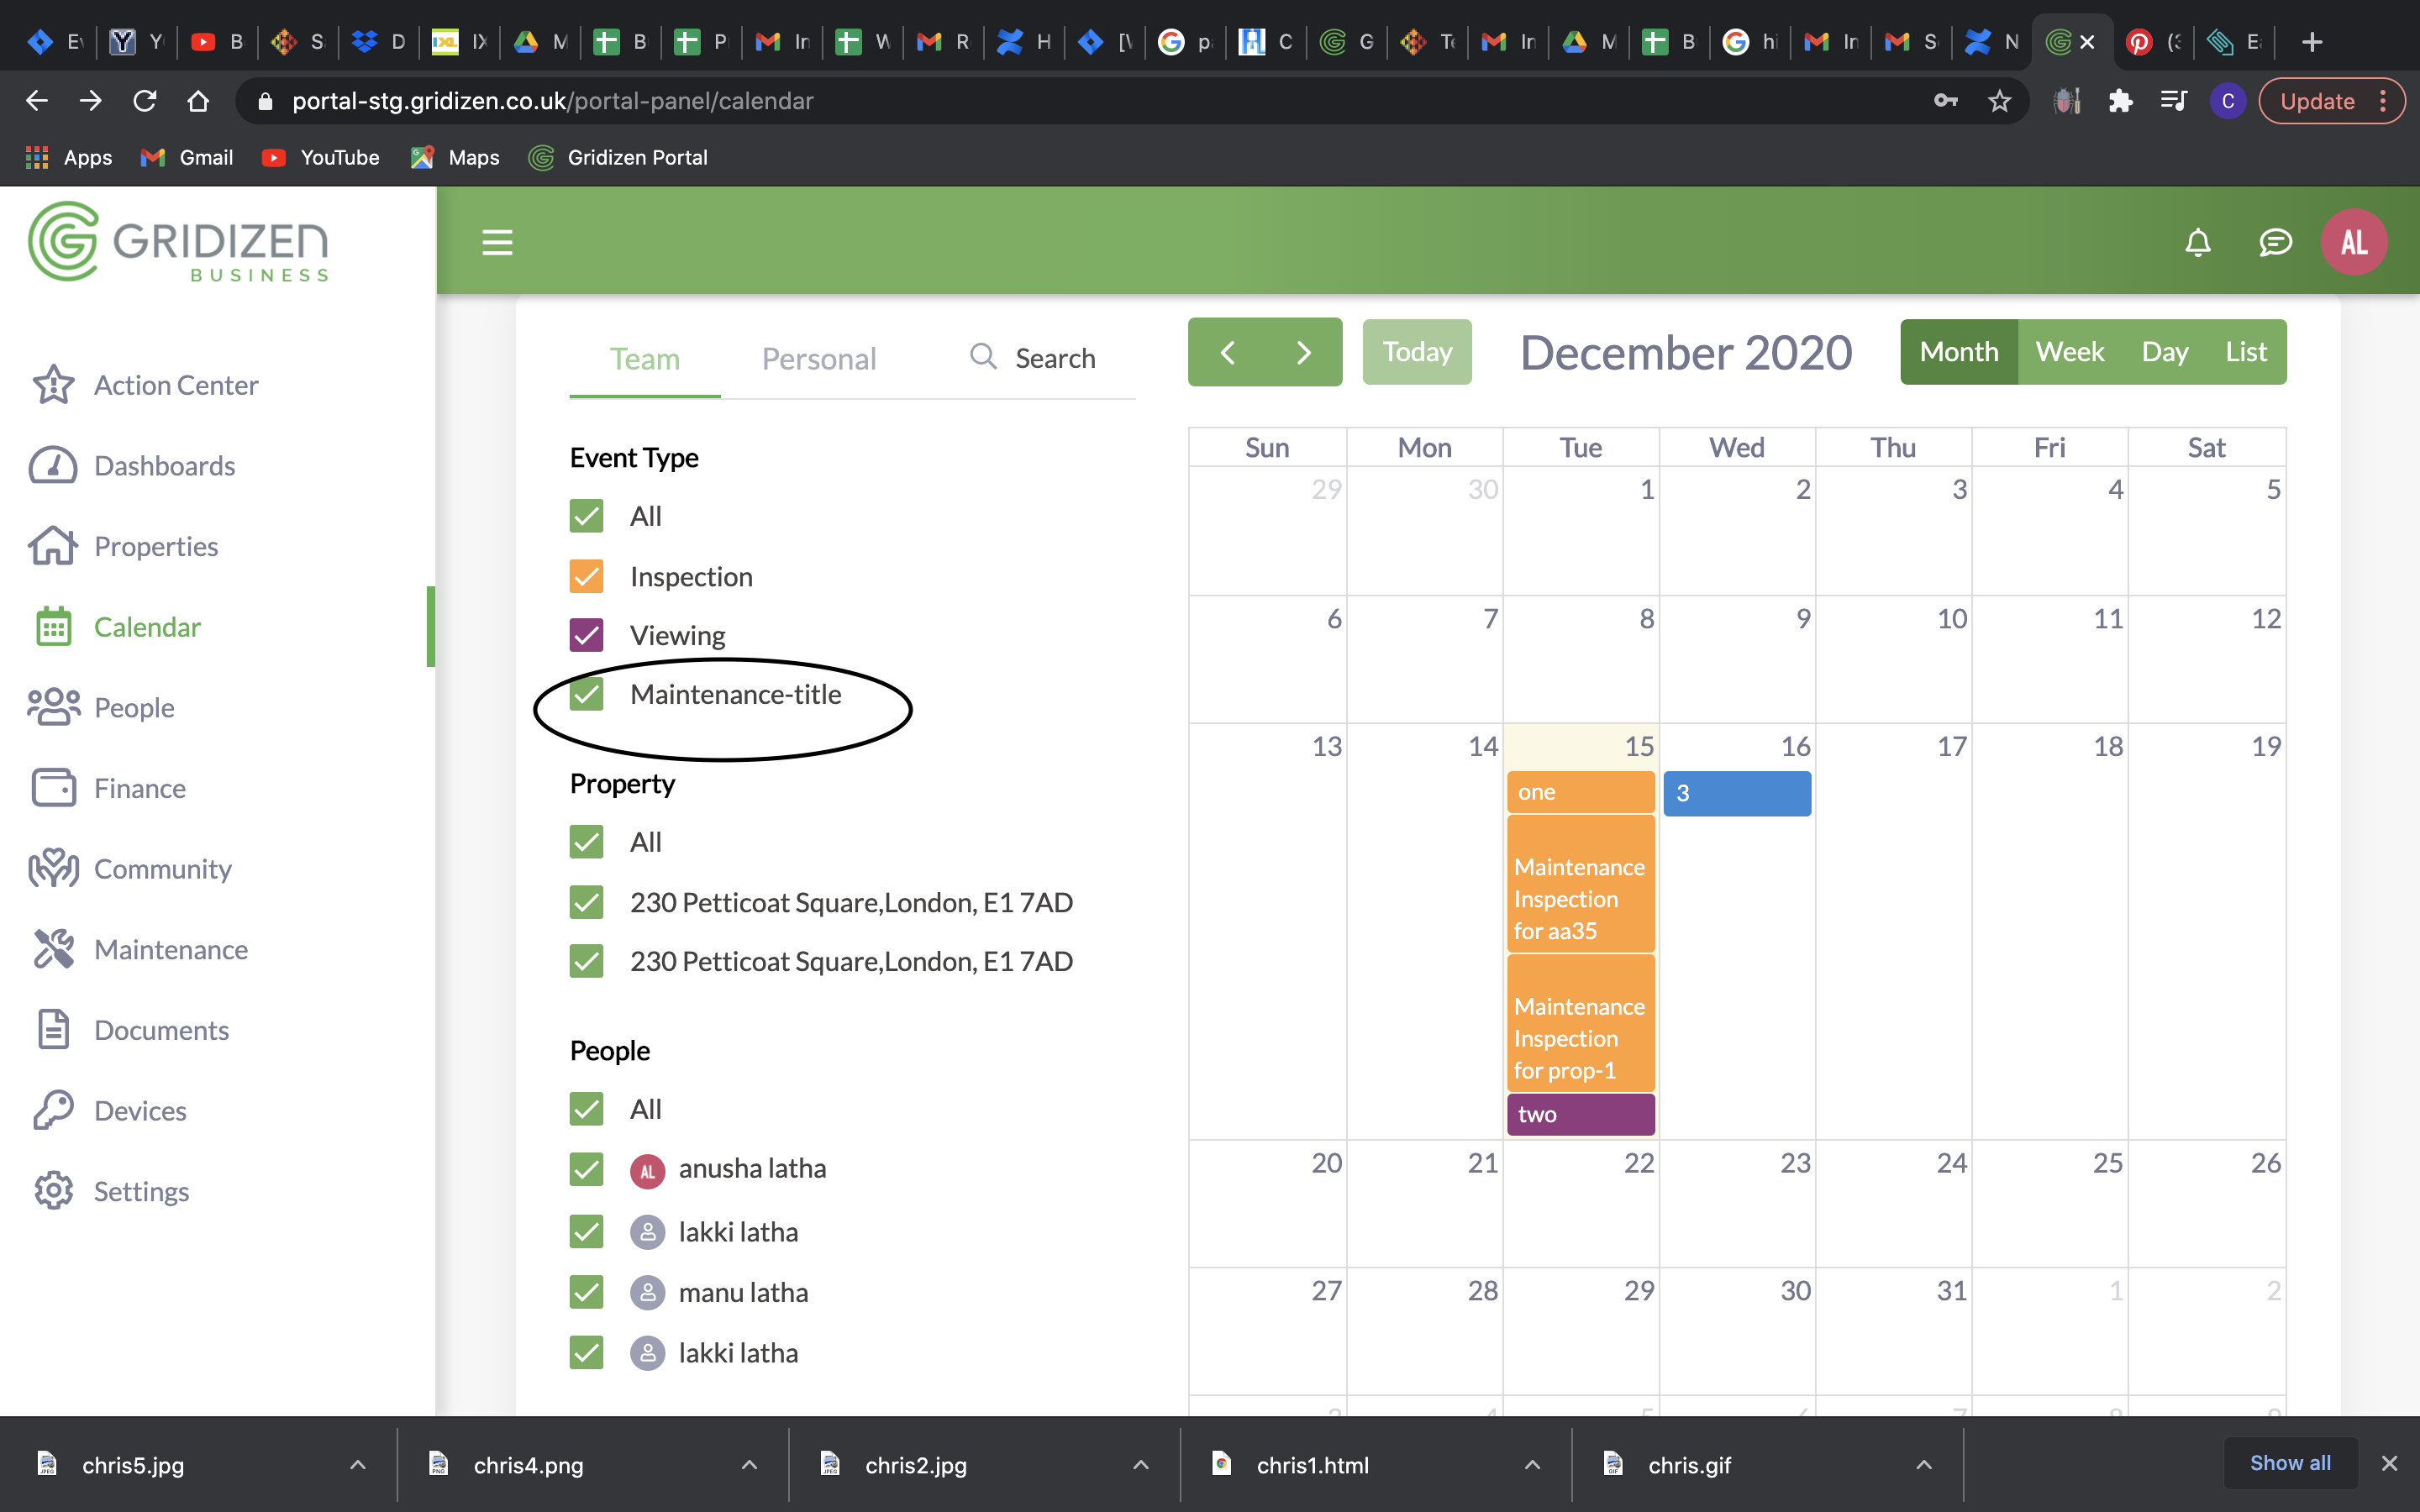 Ev
Y
B
S
D
IX
M
B
P
In
W
R
H
[\
p
C
G
Te
In
M
B
hi
In
S
N
(3
Ea
portal-stg.gridizen.co.uk/portal-panel/calendar
C
Update
Apps
Gmail
YouTube
Maps
Gridizen Portal
GRIDIZEN
BUSINESS
AL
Action Center
Dashboards
Properties
Calendar
People
Finance
Community
Maintenance
Documents
Devices
Settings
Team Personal Search
Event Type
All
Inspection
Viewing
Maintenance-title
Property
All
230 Petticoat Square,London, E1 7AD
230 Petticoat Square,London, E1 7AD
People
All
AL anusha latha
lakki latha
manu latha
lakki latha
Today December 2020 Month Week Day List
Sun Mon Tue Wed Thu Fri Sat
29 30 1 2 3 4 5
6 7 8 9 10 11 12
13 14 15 16 17 18 19
one
3
Maintenance
Inspection
for aa35
Maintenance
Inspection
for prop-1
two
20 21 22 23 24 25 26
27 28 29 30 31 1 2
chris5.jpg
chris4.png
chris2.jpg
chris1.html
chris.gif
Show all